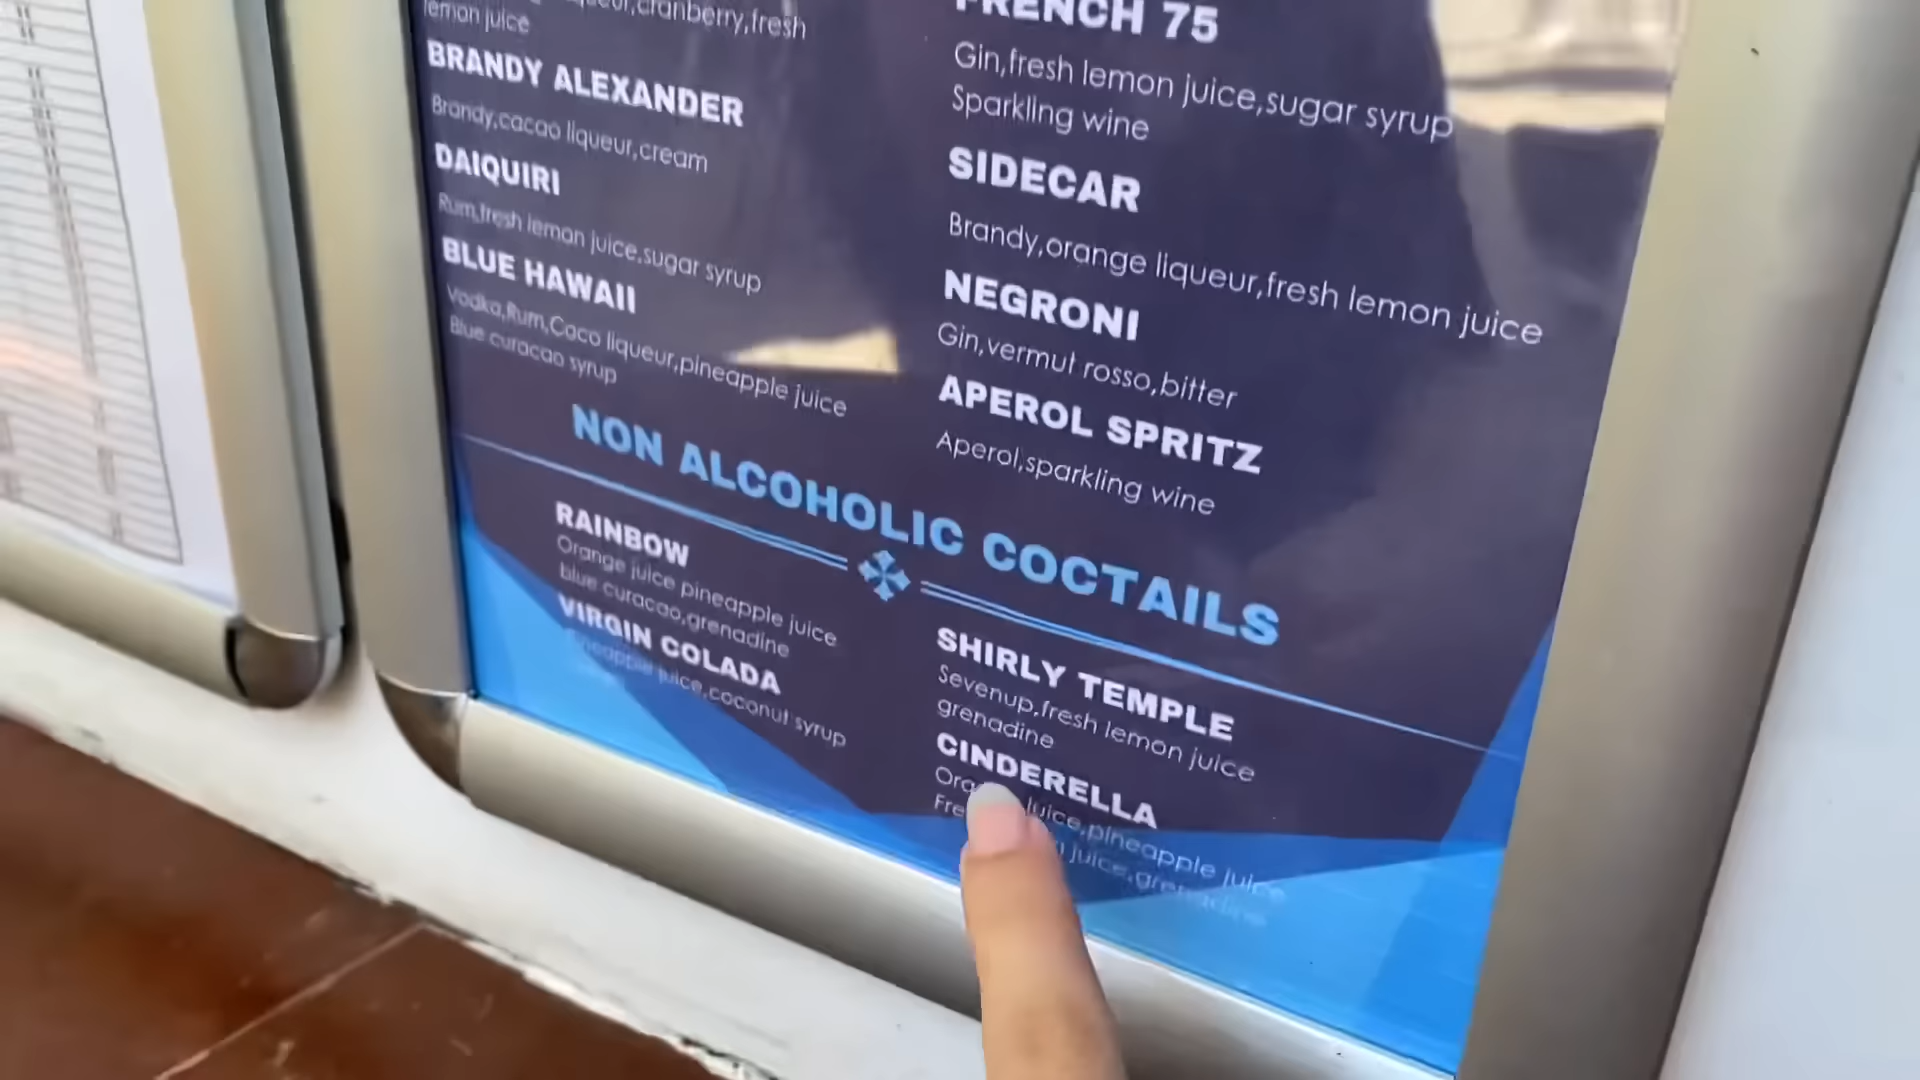 cranberry,fresh
lemon juice
BRANDY ALEXANDER
Brandy,cacao liqueur,cream
DAIQUIRI
Rum,fresh lemon juice,sugar syrup
BLUE HAWAII
Vodka,Rum,Coco liqueur,pineapple juice
Blue curacao syrup
FRENCH 75
Gin,fresh lemon juice,sugar syrup
Sparkling wine
SIDECAR
Brandy,orange liqueur,fresh lemon juice
NEGRONI
Gin,vermut rosso,bitter
APEROL SPRITZ
Aperol,sparkling wine
NON ALCOHOLIC COCTAILS
RAINBOW
Orange juice pineapple juice
blue curacao,grenadine
VIRGIN COLADA
Pineapple juice,coconut syrup
SHIRLY TEMPLE
Sevenup,fresh lemon juice
grenadine
CINDERELLA
juice,pineapple juice
juice,grenadine